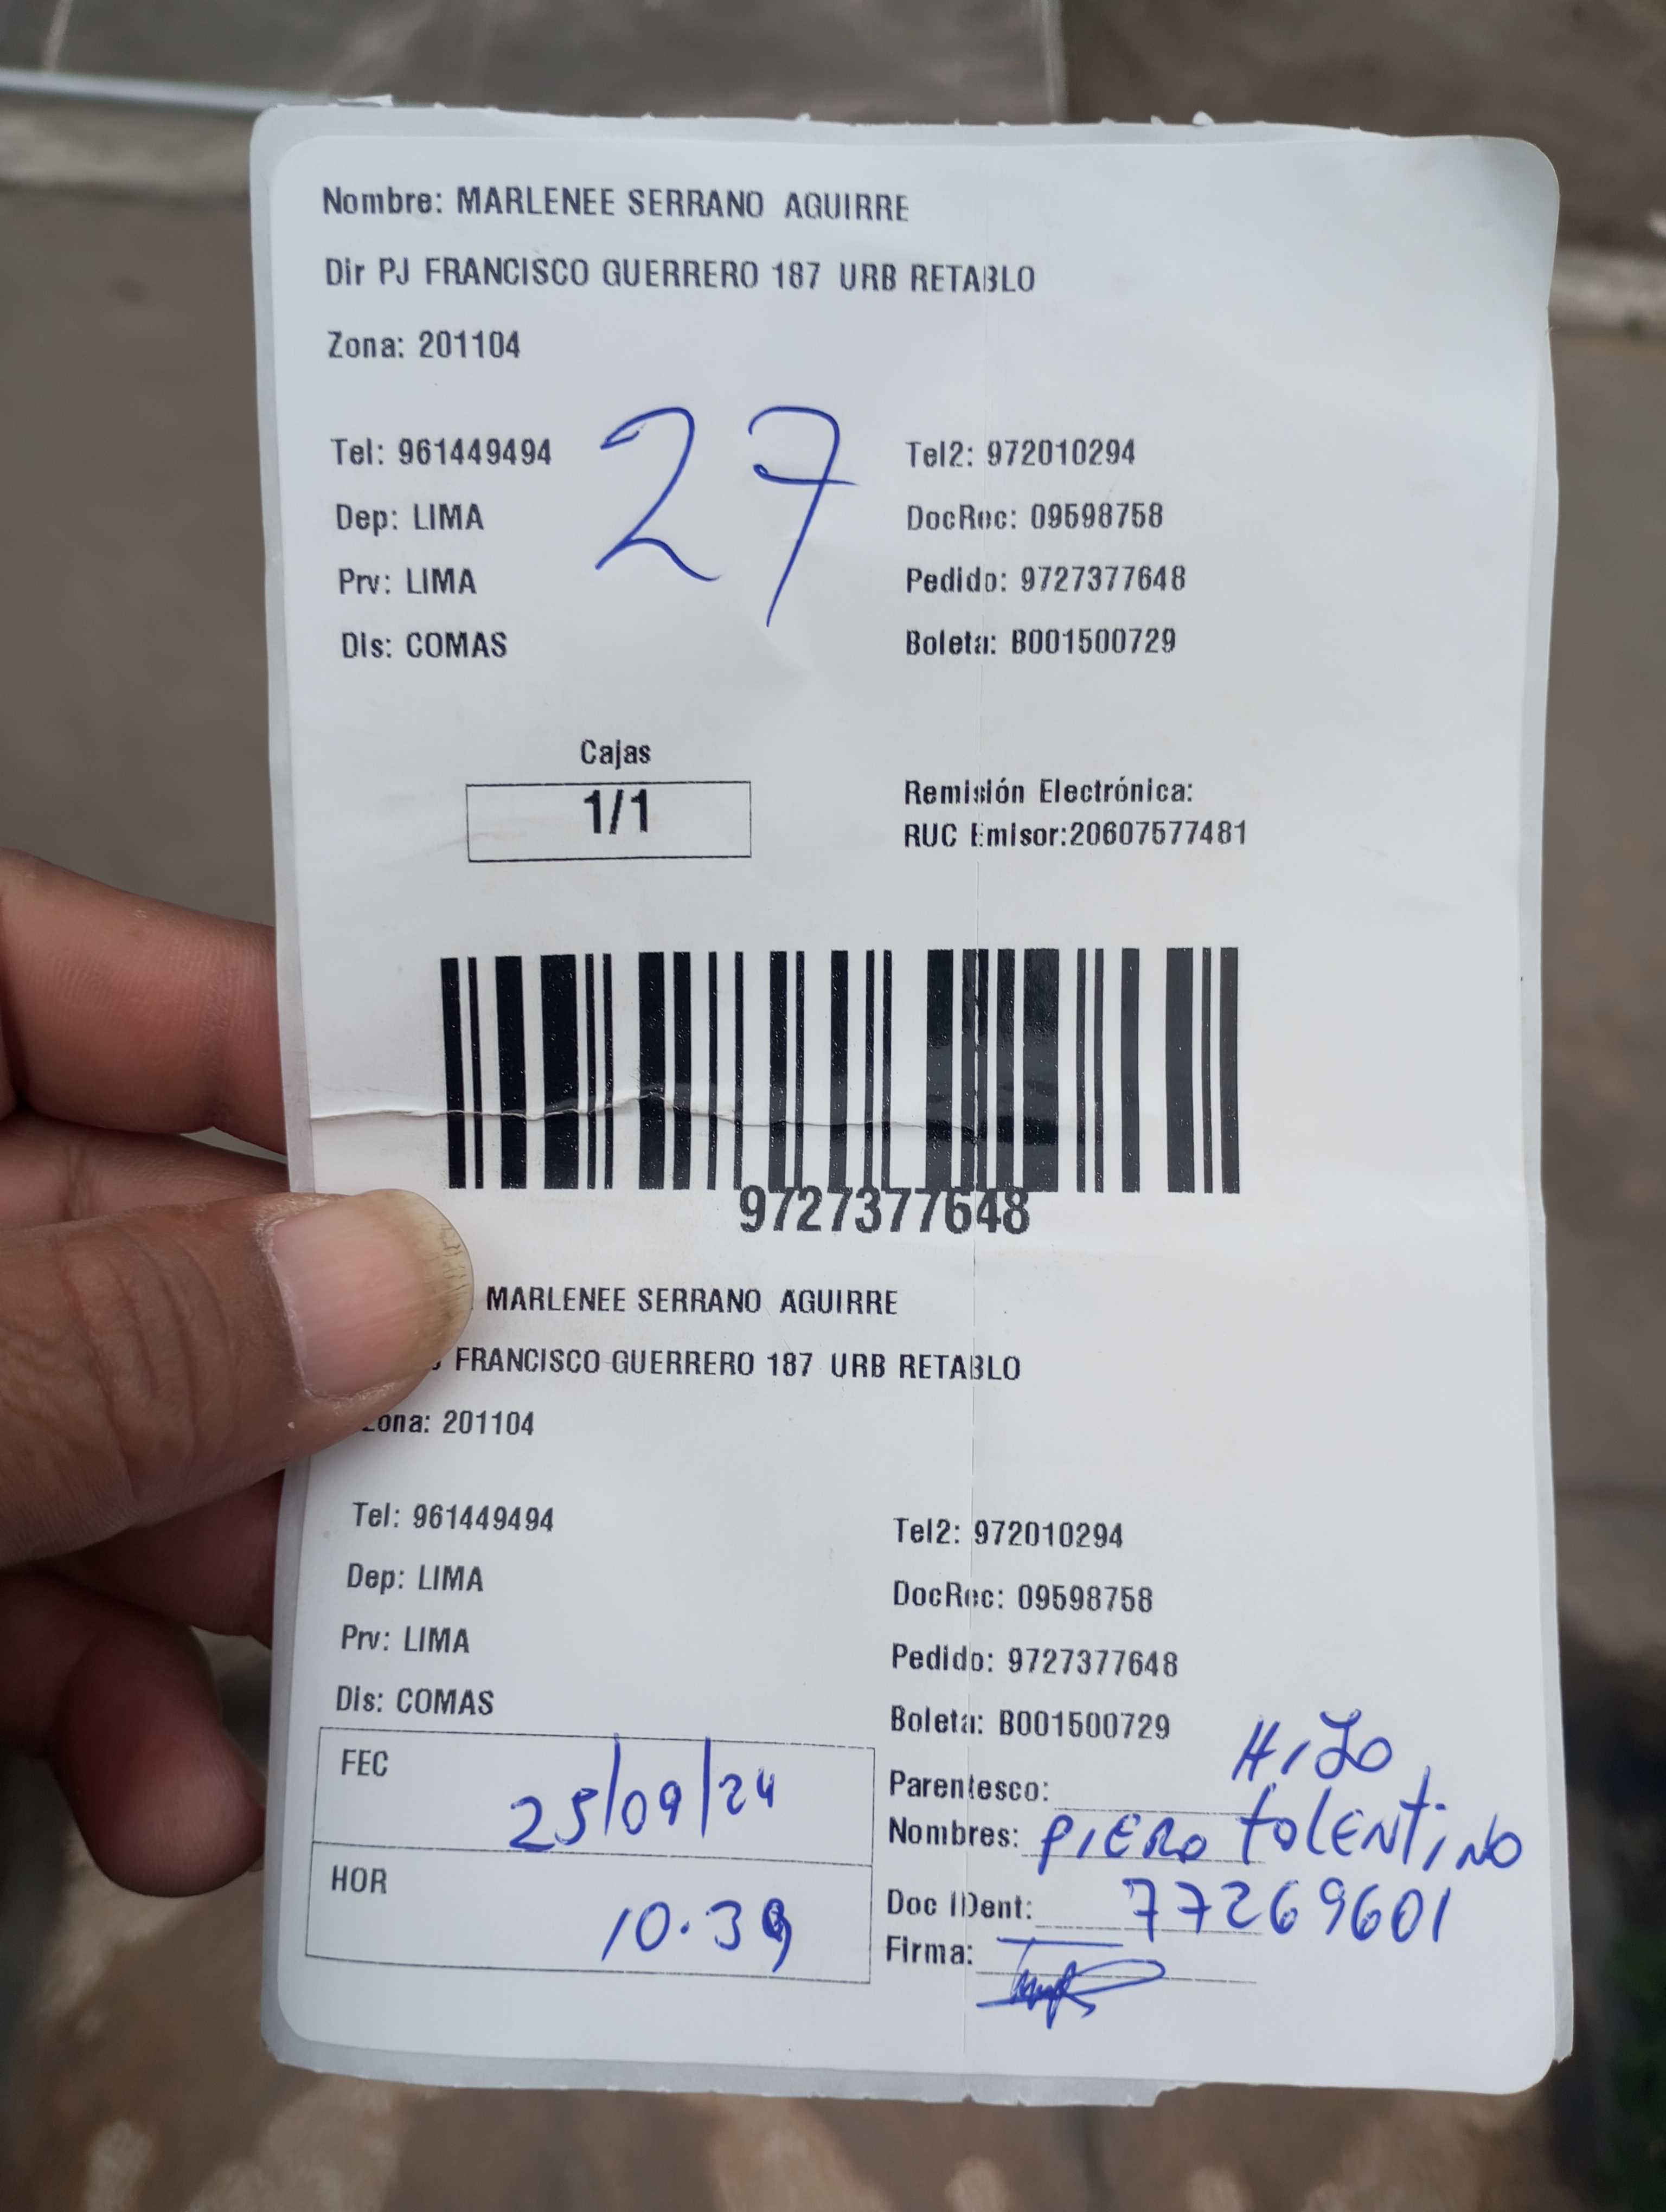 Nombre: MARLENEE SERRANO AGUIRRE
Dir PJ FRANCISCO GUERRERO 187 URB RETABLO
Zona: 201104
27
Tel: 961449494 Tel2: 972010294
Dep: LIMA DocRec: 09598758
Prv: LIMA Pedido: 9727377648
Dis: COMAS Boleta: B001500729
Cajas
1/1
Remisión Electrónica:
RUC Emisor:20607577481
9727377648
MARLENEE SERRANO AGUIRRE
FRANCISCO GUERRERO 187 URB RETABLO
Zona: 201104
Tel: 961449494 Tel2: 972010294
Dep: LIMA DocRec: 09598758
Prv: LIMA Pedido: 9727377648
Dis: COMAS Boleta: B001500729
FEC 25/09/24
HOR 10.39
Parentesco: HIJO
Nombres: PIERO tOLENtiNO
Doc IDent: 77269601
Firma: